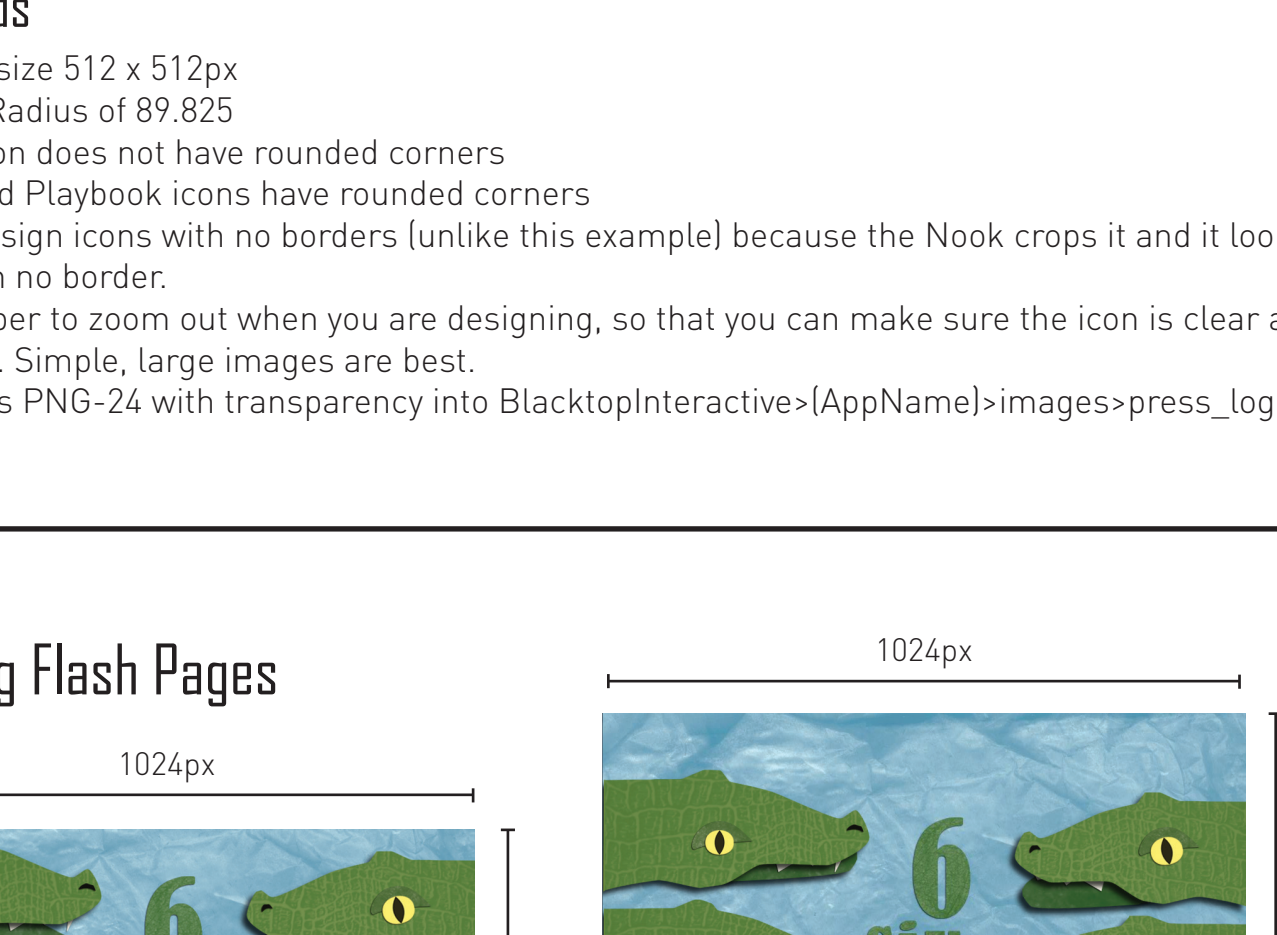 size 512 x 512px
Radius of 89.825
on does not have rounded corners
d Playbook icons have rounded corners
sign icons with no borders (unlike this example) because the Nook crops it and it loo
n no border.
ber to zoom out when you are designing, so that you can make sure the icon is clear a
. Simple, large images are best.
s PNG-24 with transparency into BlacktopInteractive>(AppName)>images>press_log
g Flash Pages
1024px
1024px
6
6